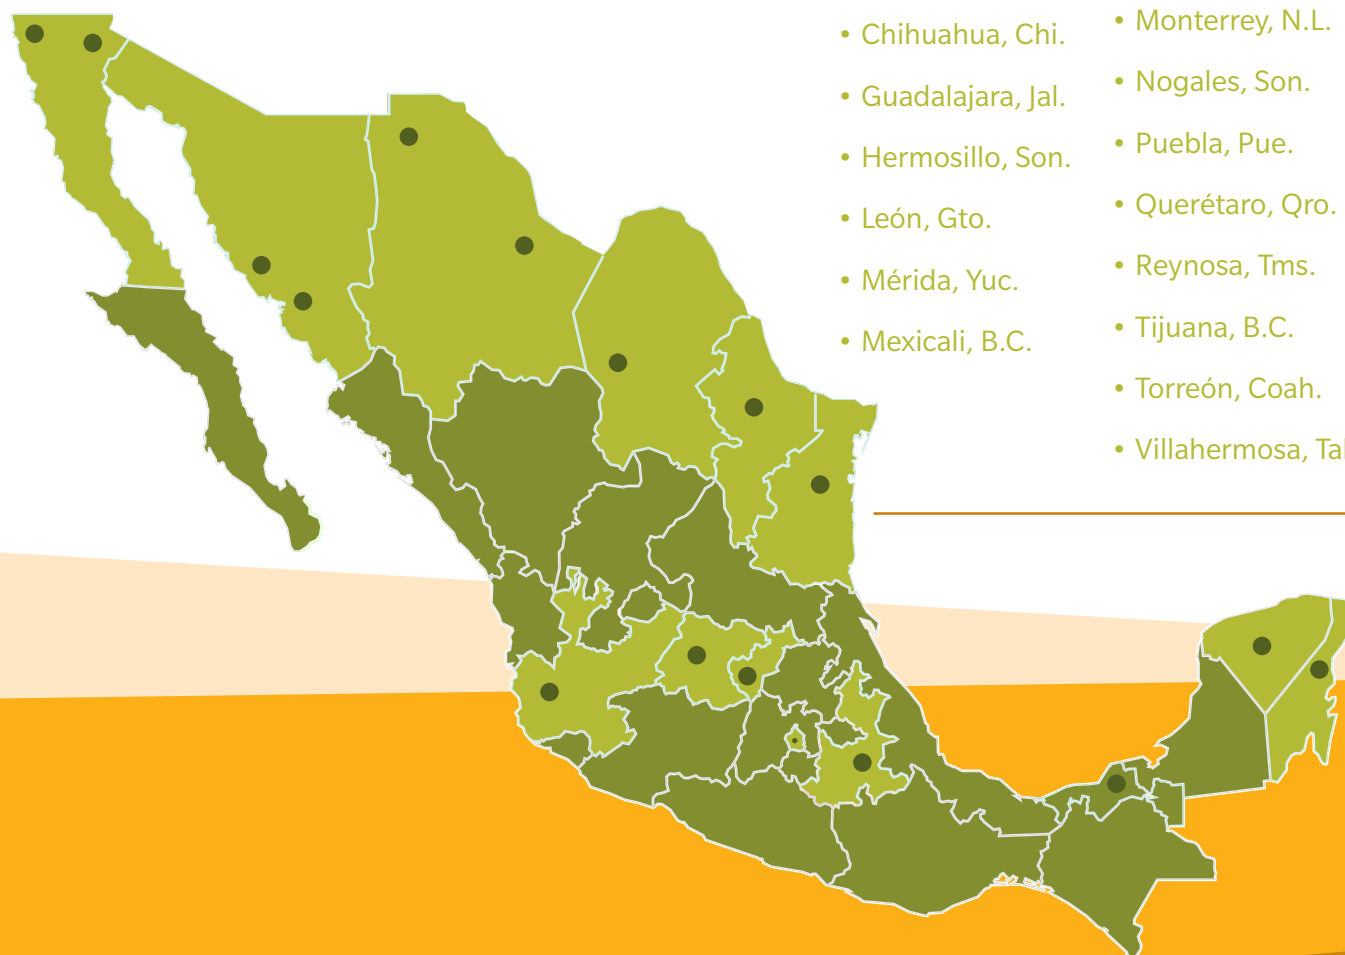 • Chihuahua, Chi.
• Guadalajara, Jal.
• Hermosillo, Son.
• León, Gto.
• Mérida, Yuc.
• Mexicali, B.C.
• Monterrey, N.L.
• Nogales, Son.
• Puebla, Pue.
• Querétaro, Qro.
• Reynosa, Tms.
• Tijuana, B.C.
• Torreón, Coah.
• Villahermosa,